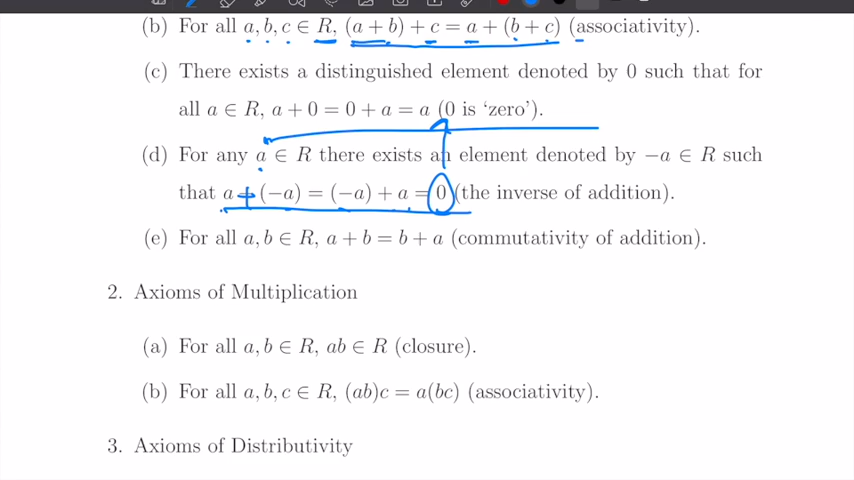 (b) For all a, b, c ∈ R, (a + b) + c = a + (b + c) (associativity).
(c) There exists a distinguished element denoted by 0 such that for
all a ∈ R, a + 0 = 0 + a = a (0 is ‘zero’).
(d) For any a ∈ R there exists an element denoted by −a ∈ R such
that a + (−a) = (−a) + a = 0 (the inverse of addition).
(e) For all a, b ∈ R, a + b = b + a (commutativity of addition).
2. Axioms of Multiplication
(a) For all a, b ∈ R, ab ∈ R (closure).
(b) For all a, b, c ∈ R, (ab)c = a(bc) (associativity).
3. Axioms of Distributivity